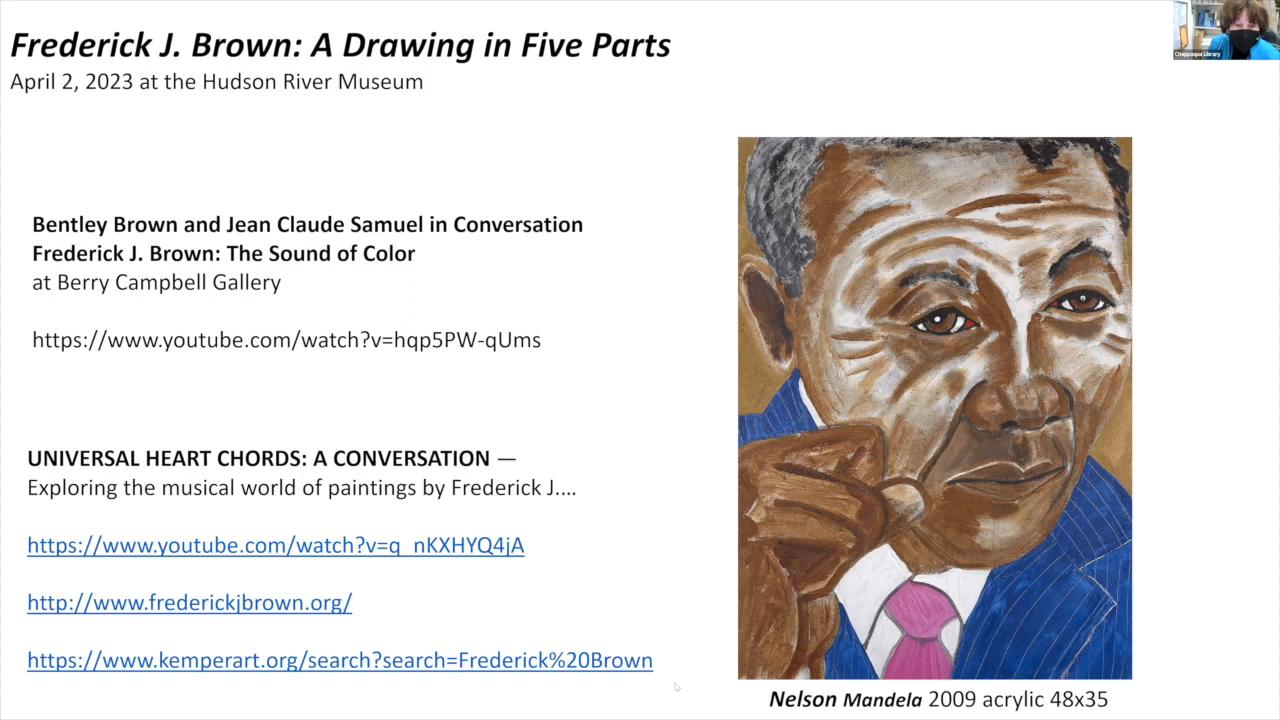 Frederick J. Brown: A Drawing in Five Parts
April 2, 2023 at the Hudson River Museum
Chappaqua Library
Bentley Brown and Jean Claude Samuel in Conversation
Frederick J. Brown: The Sound of Color
at Berry Campbell Gallery
https://www.youtube.com/watch?v=hqp5PW-qUms
UNIVERSAL HEART CHORDS: A CONVERSATION —
Exploring the musical world of paintings by Frederick J....
https://www.youtube.com/watch?v=q_nKXHYQ4jA
http://www.frederickjbrown.org/
https://www.kemperart.org/search?search=Frederick%20Brown
Nelson Mandela 2009 acrylic 48x35